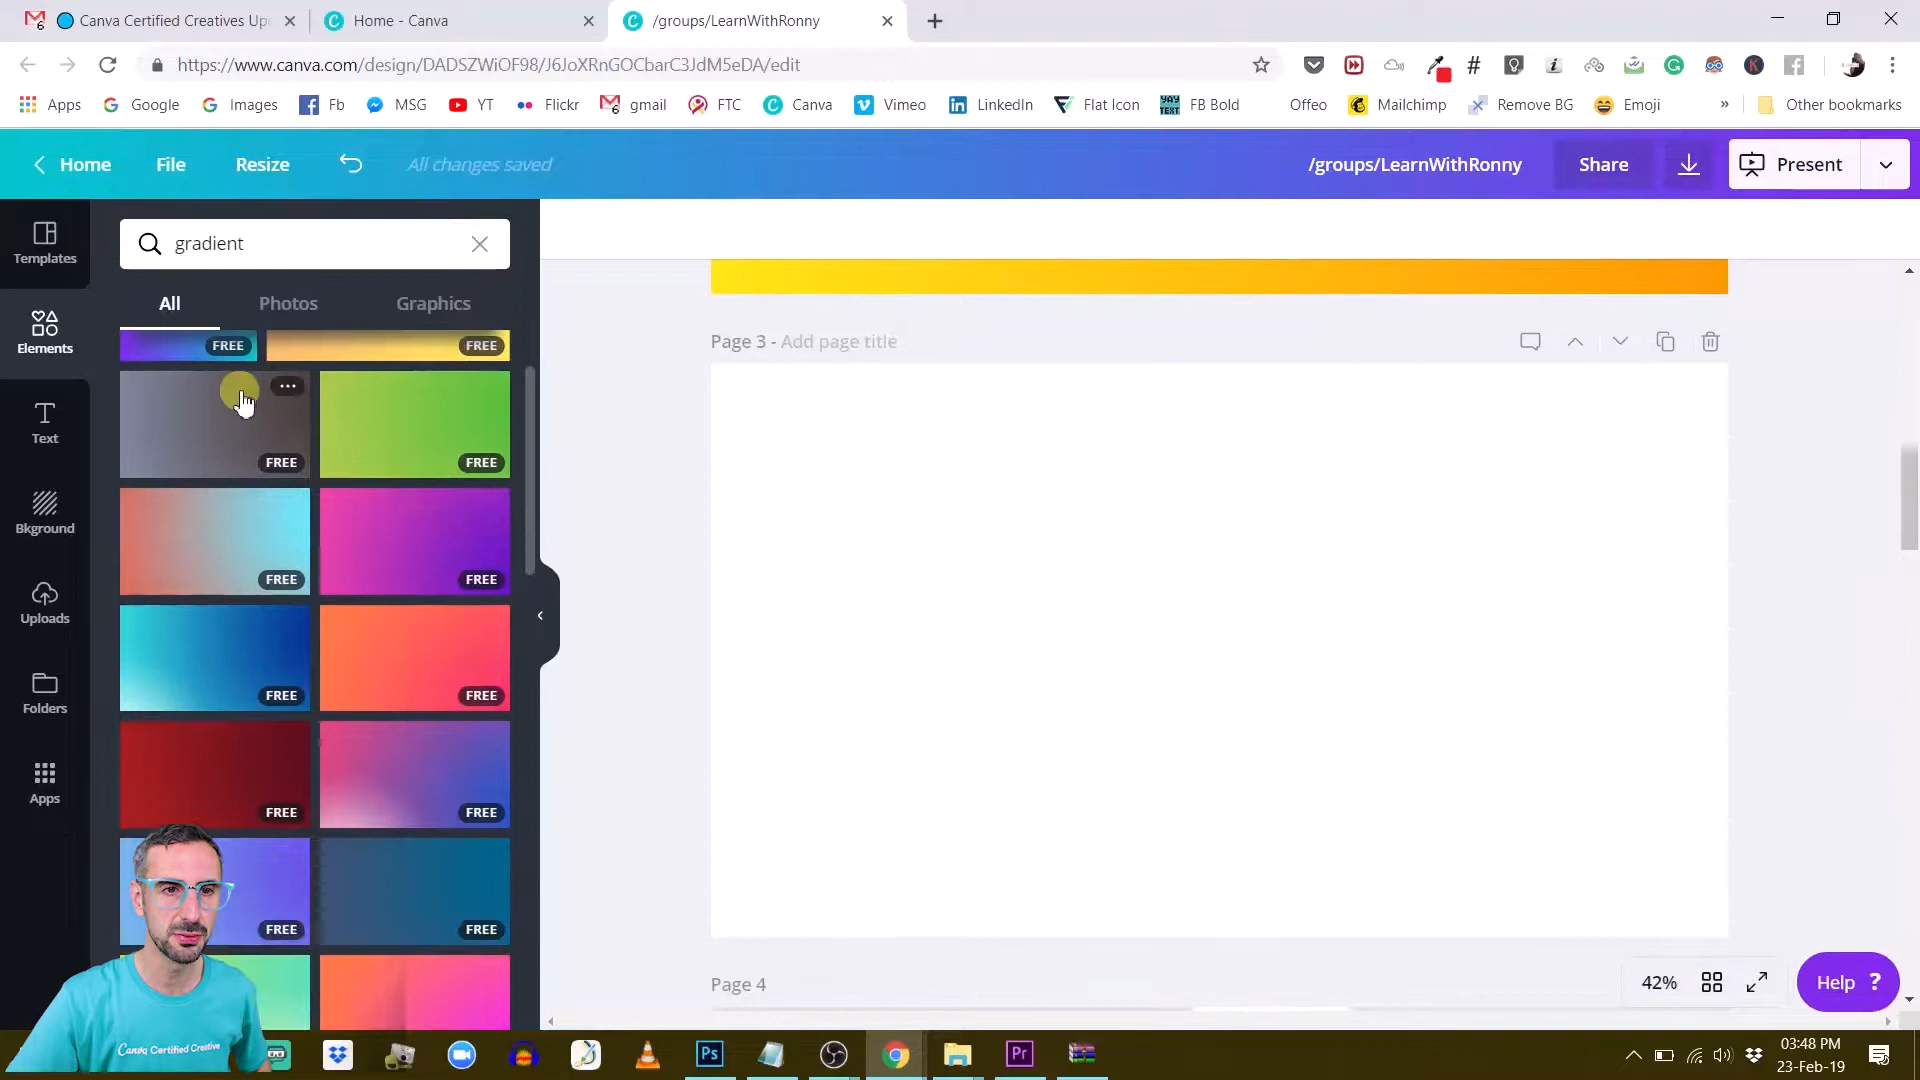 Canva Certified Creatives Up
Home - Canva
/groups/LearnWithRonny
https://www.canva.com/design/DADSZWiOF98/J6JoXRnGOCbarC3JdM5eDA/edit
Apps
Google
Images
Fb
MSG
YT
Flickr
gmail
FTC
Canva
Vimeo
LinkedIn
Flat Icon
FB Bold
Offeo
Mailchimp
Remove BG
Emoji
»
Other bookmarks
Home
File
Resize
All changes saved
/groups/LearnWithRonny
Share
Present
Templates
Elements
Text
Bkground
Uploads
Folders
Apps
gradient
All
Photos
Graphics
FREE
FREE
FREE
FREE
FREE
FREE
FREE
FREE
FREE
FREE
FREE
FREE
Page 3 - Add page title
Page 4
42%
Help ?
Canva Certified Creative
Ps
Pr
03:48 PM
23-Feb-19